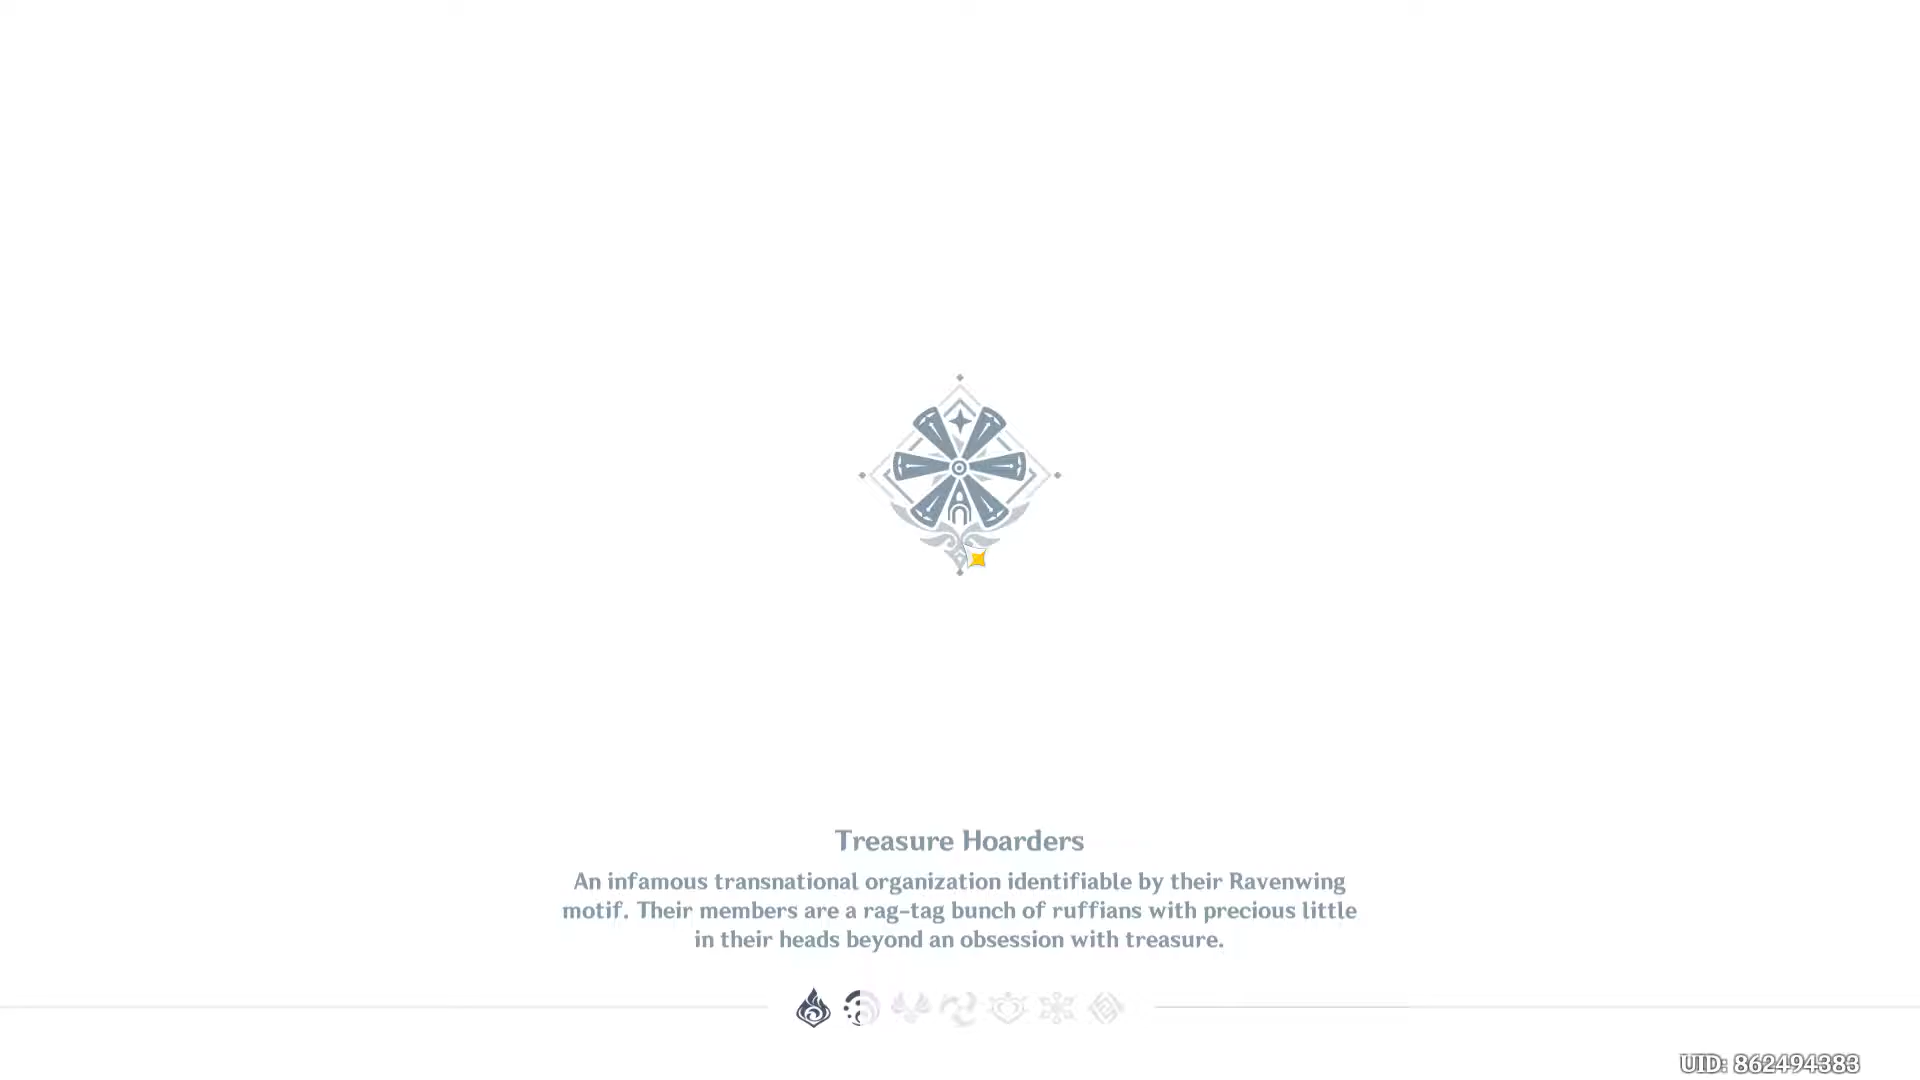 Treasure Hoarders
An infamous transnational organization identifiable by their Ravenwing
motif. Their members are a rag-tag bunch of ruffians with precious little
in their heads beyond an obsession with treasure.
UID: 862494383